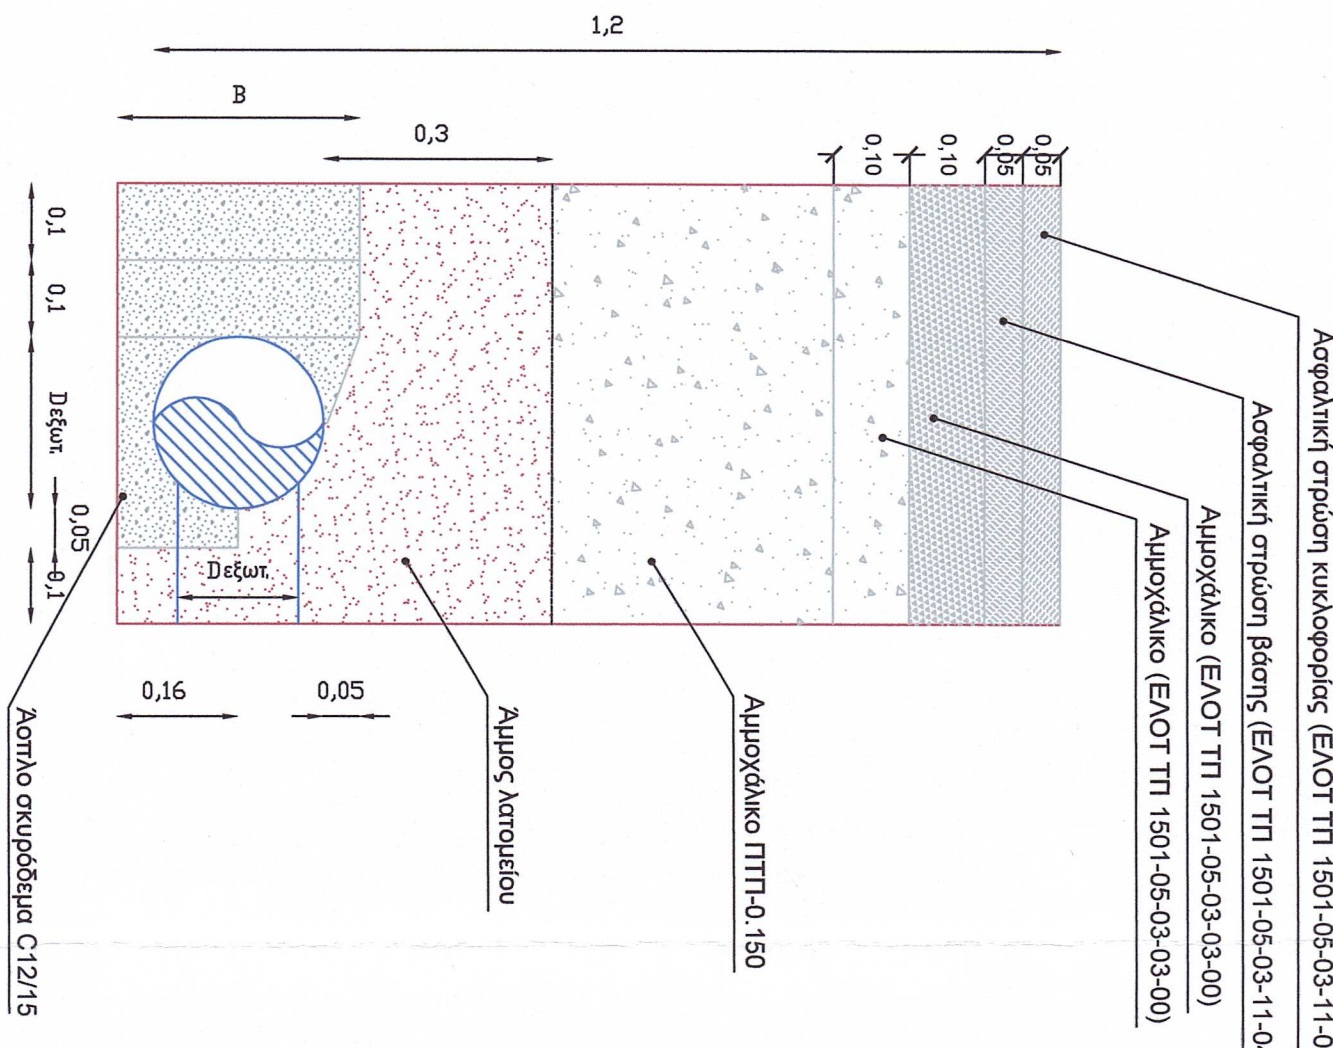 1,2
B
0,3
0,10
0,10
0,05
0,05
0,1
0,1
Dεξωτ.
0,05
0,1
Dεξωτ.
0,16
0,05
Ασφαλτική στρώση κυκλοφορίας (ΕΛΟΤ ΤΠ 1501-05-03-11-0
Ασφαλτική στρώση βάσης (ΕΛΟΤ ΤΠ 1501-05-03-11-0
Αμμοχάλικο (ΕΛΟΤ ΤΠ 1501-05-03-03-00)
Αμμοχάλικο (ΕΛΟΤ ΤΠ 1501-05-03-03-00)
Αμμοχάλικο ΠΤΠ-0.150
Άμμος λατομείου
Άοπλο σκυρόδεμα C12/15